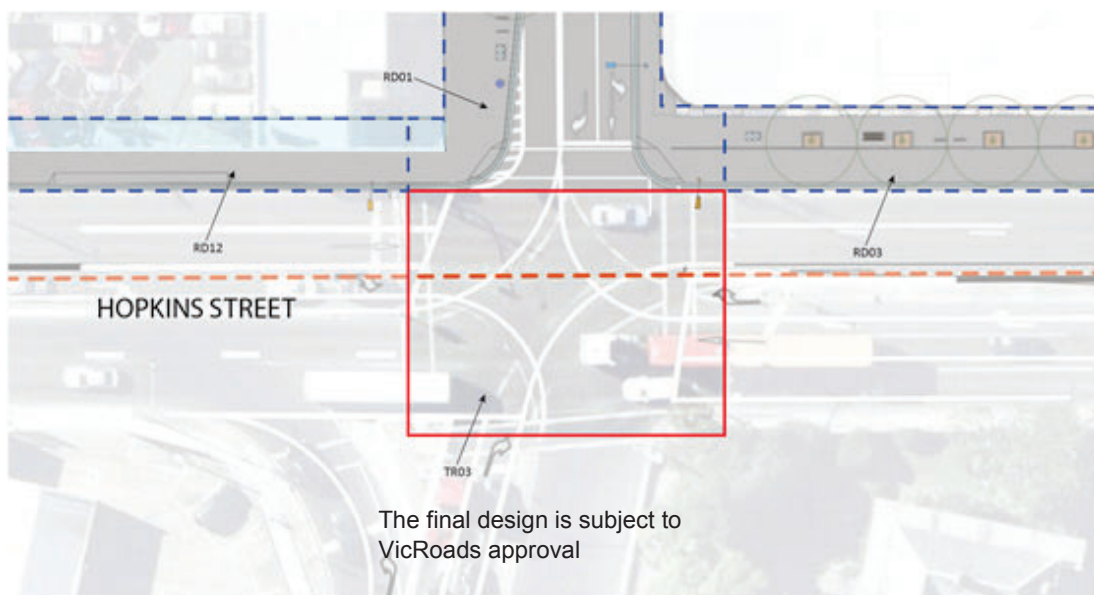 RD01
RD12
RD03
HOPKINS STREET
TR03
The final design is subject to
VicRoads approval